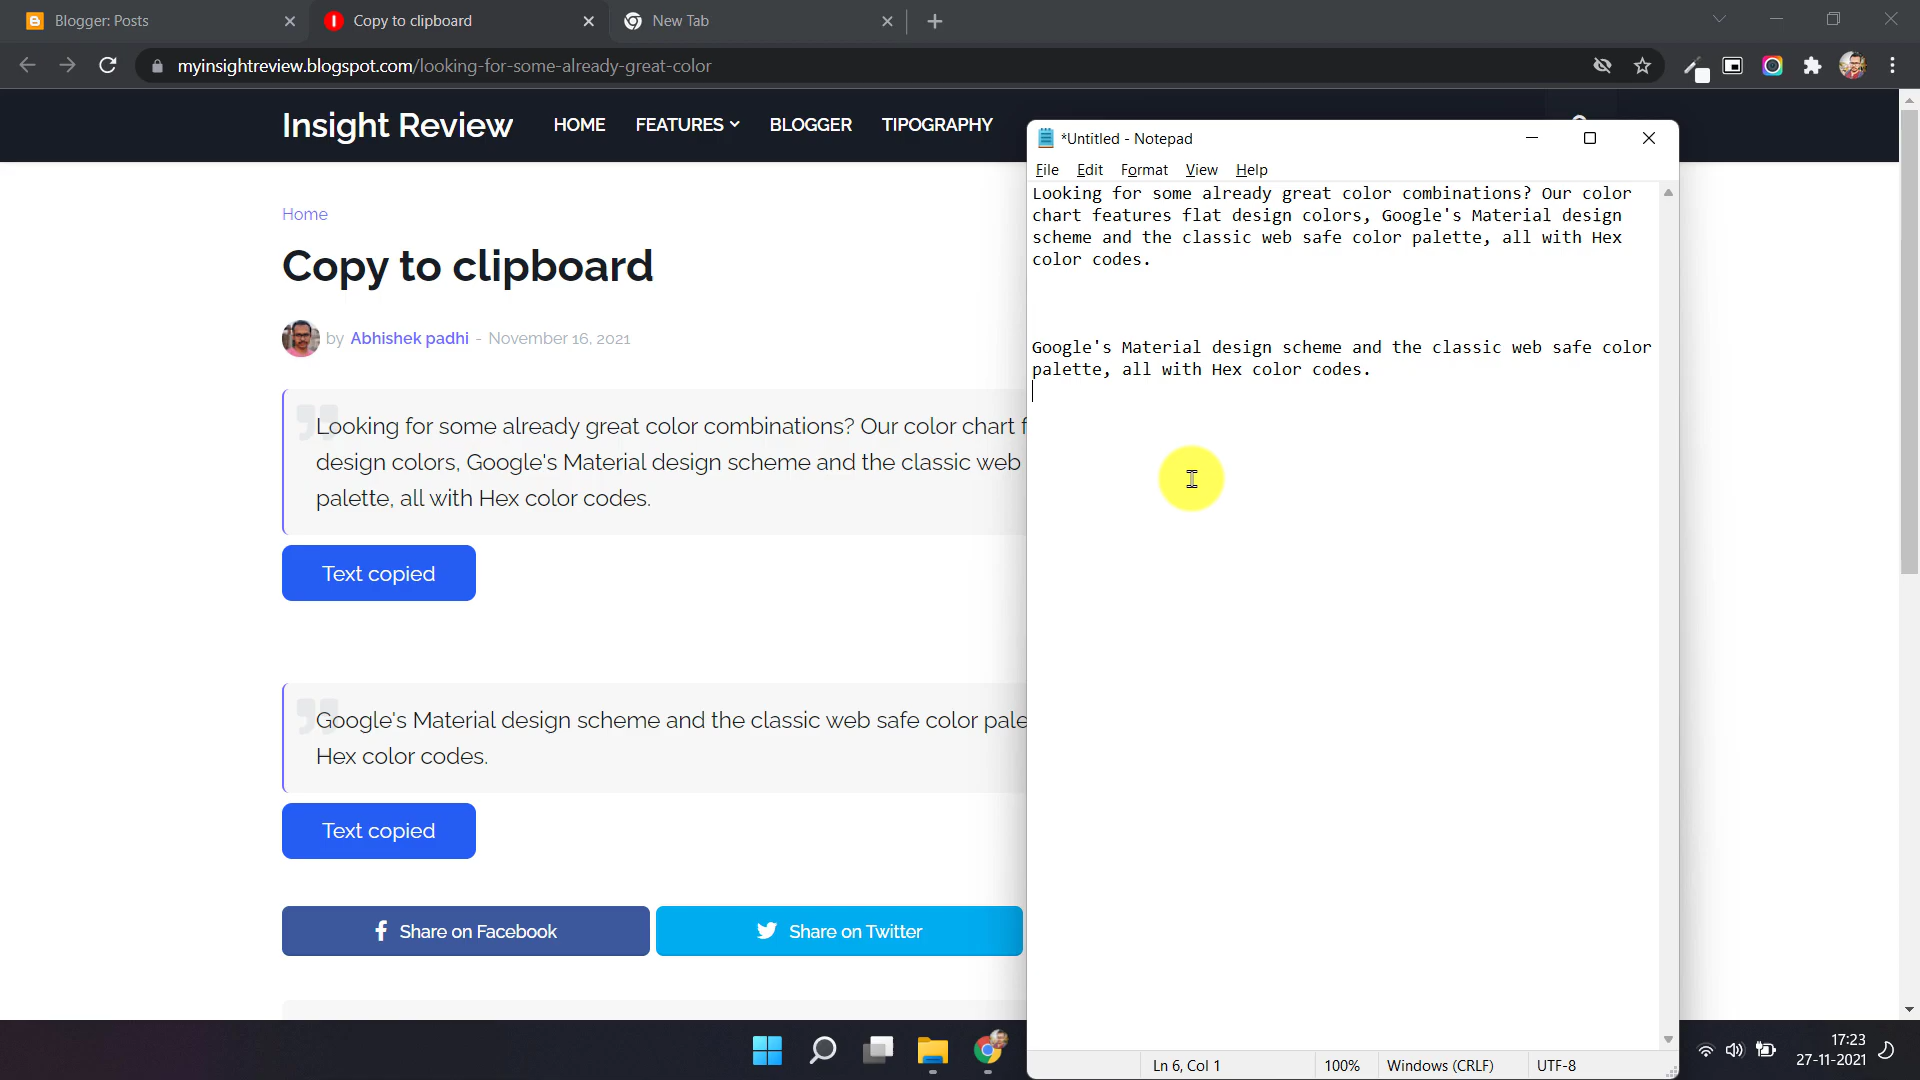 Blogger: Posts
Copy to clipboard
New Tab
myinsightreview.blogspot.com/looking-for-some-already-great-color
Insight Review
HOME
FEATURES
BLOGGER
TIPOGRAPHY
Home
Copy to clipboard
by Abhishek padhi - November 16, 2021
Looking for some already great color combinations? Our color chart f
design colors, Google's Material design scheme and the classic web
palette, all with Hex color codes.
Text copied
Google's Material design scheme and the classic web safe color pale
Hex color codes.
Text copied
Share on Facebook
Share on Twitter
*Untitled - Notepad
File Edit Format View Help
Looking for some already great color combinations? Our color
chart features flat design colors, Google's Material design
scheme and the classic web safe color palette, all with Hex
color codes.
Google's Material design scheme and the classic web safe color
palette, all with Hex color codes.
Ln 6, Col 1
100%
Windows (CRLF)
UTF-8
17:23
27-11-2021